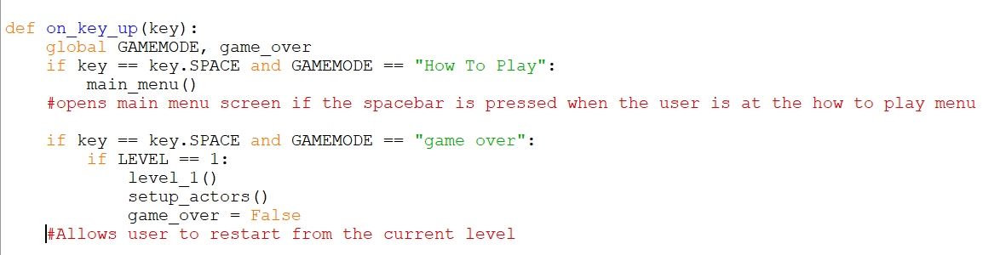 def on_key_up(key):
    global GAMEMODE, game_over
    if key == key.SPACE and GAMEMODE == "How To Play":
        main_menu()
    #opens main menu screen if the spacebar is pressed when the user is at the how to play menu

    if key == key.SPACE and GAMEMODE == "game over":
        if LEVEL == 1:
            level_1()
            setup_actors()
            game_over = False
    #Allows user to restart from the current level